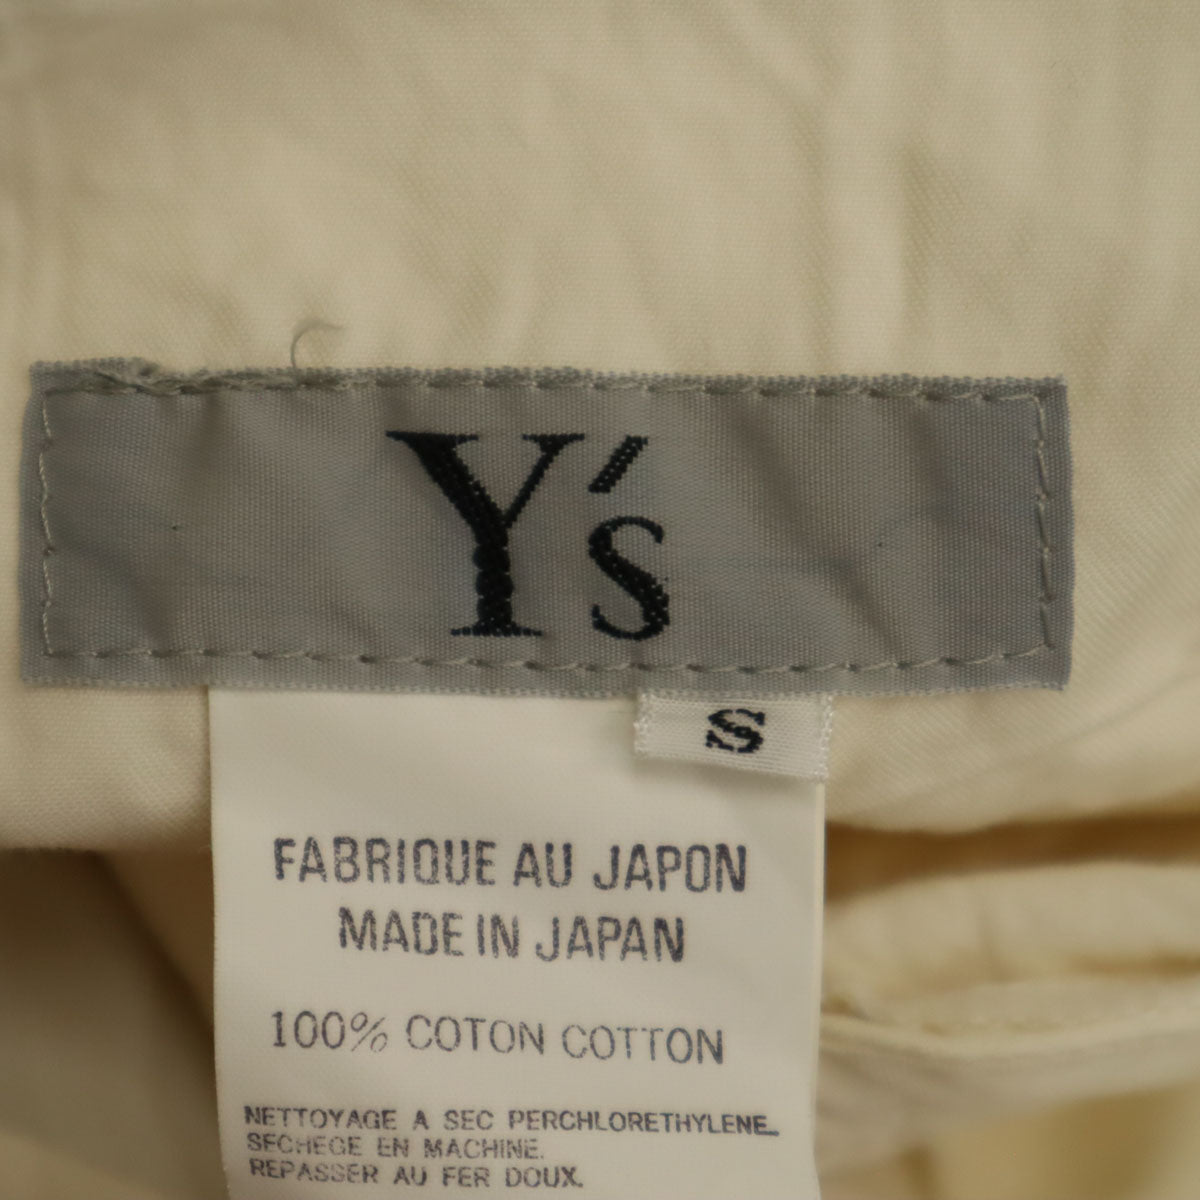 Y's
S
FABRIQUE AU JAPON
MADE IN JAPAN
100% COTON COTTON
NETTOYAGE A SEC PERCHLORETHYLENE.
SECHEGE EN MACHINE.
REPASSER AU FER DOUX.